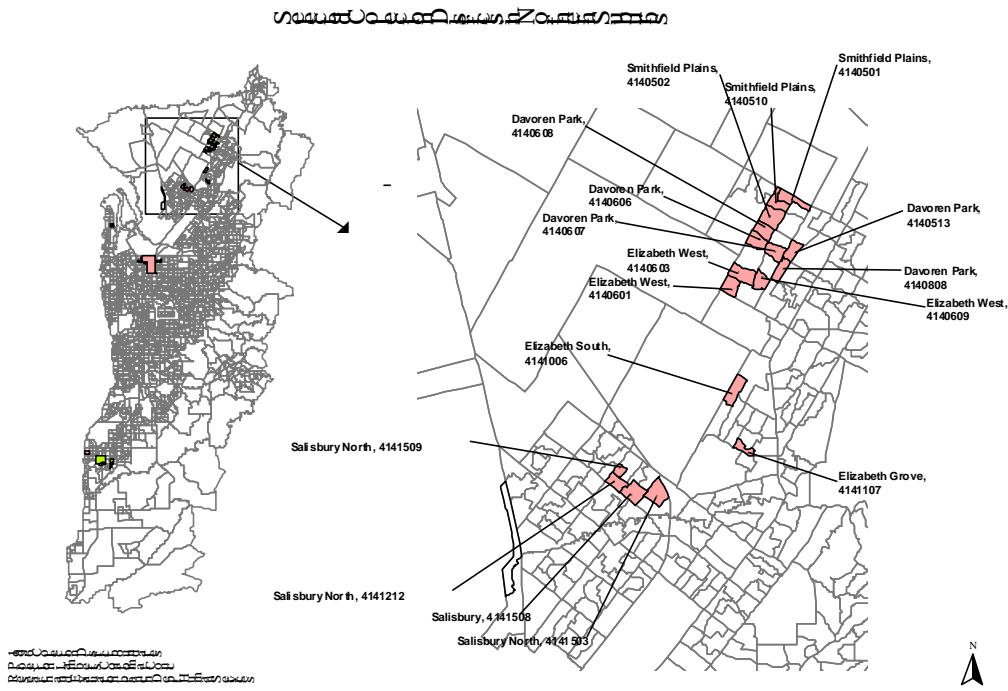 Smithfield Plains,
4140501
Smithfield Plains,
4140502
Smithfield Plains,
4140510
Davoren Park,
4140608
Davoren Park,
4140606
Davoren Park,
4140607
Davoren Park,
4140513
Elizabeth West,
4140603
Davoren Park,
4140808
Elizabeth West,
4140601
Elizabeth West,
4140609
Elizabeth South,
4141006
Salisbury North, 4141509
Elizabeth Grove,
4141107
Salisbury North, 4141212
Salisbury, 4141508
Salisbury North, 4141503
N